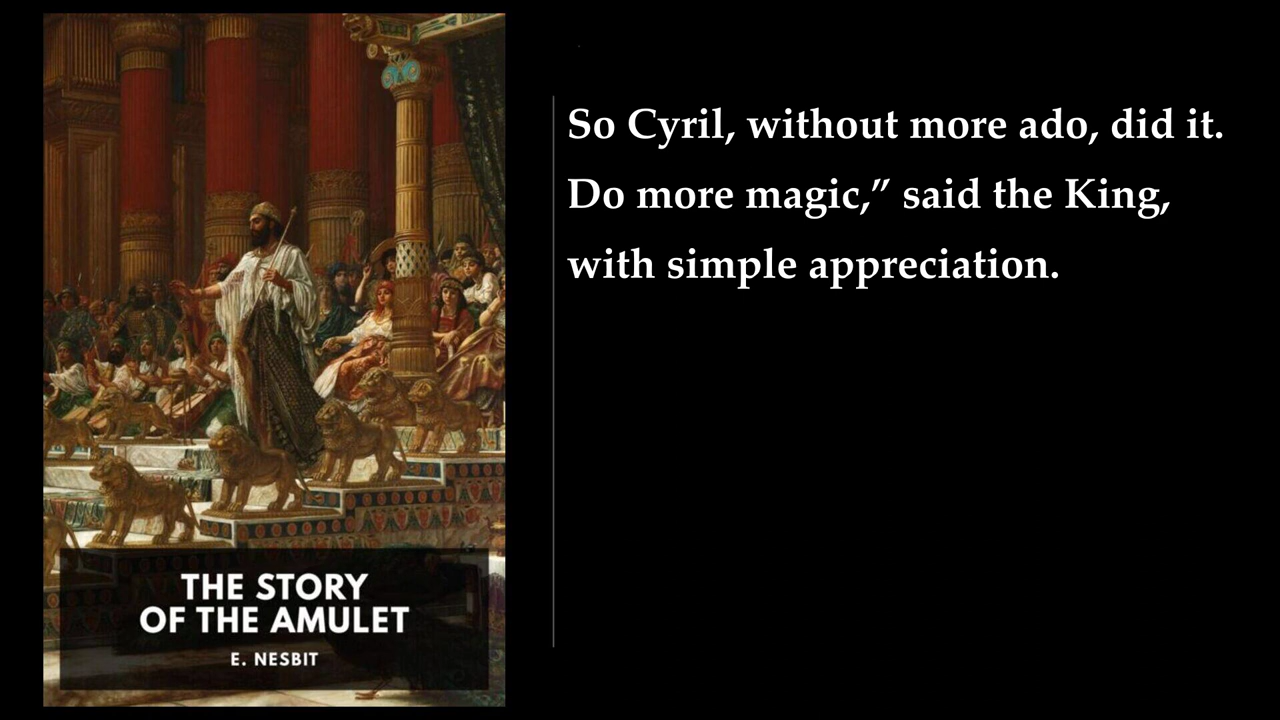 So Cyril, without more ado, did it.
Do more magic,” said the King,
with simple appreciation.
THE STORY
OF THE AMULET
E. NESBIT